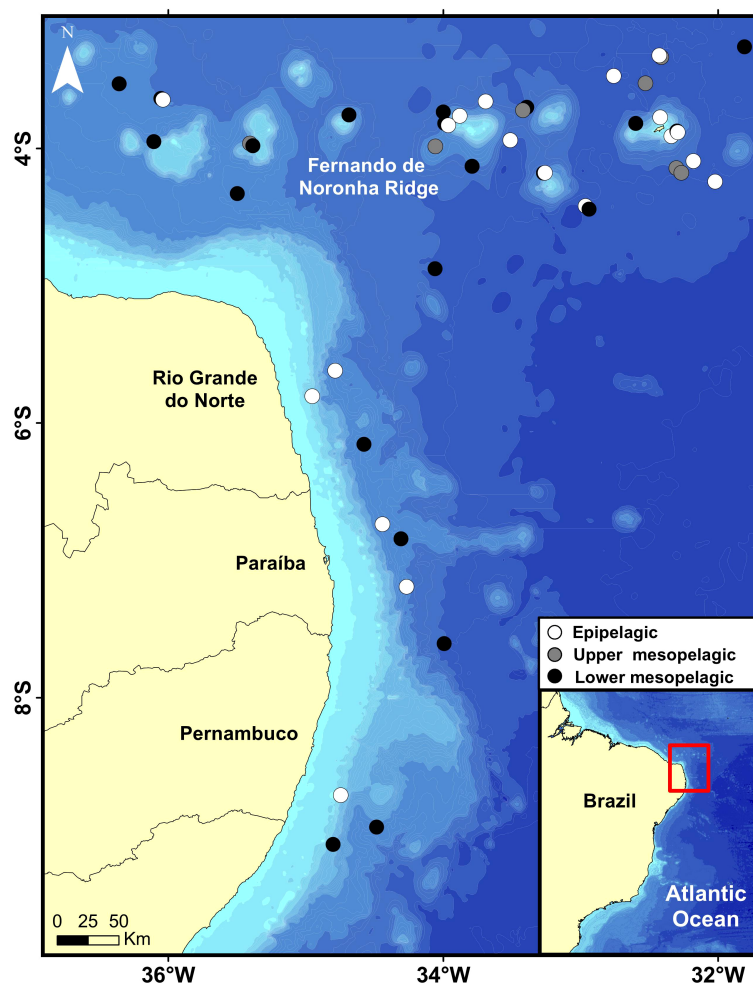 N
4°S
Fernando de
Noronha Ridge
Rio Grande
do Norte
6°S
Paraíba
Epipelagic
Upper mesopelagic
Lower mesopelagic
8°S
Pernambuco
Brazil
Atlantic
Ocean
0 25 50
Km
36°W 34°W 32°W